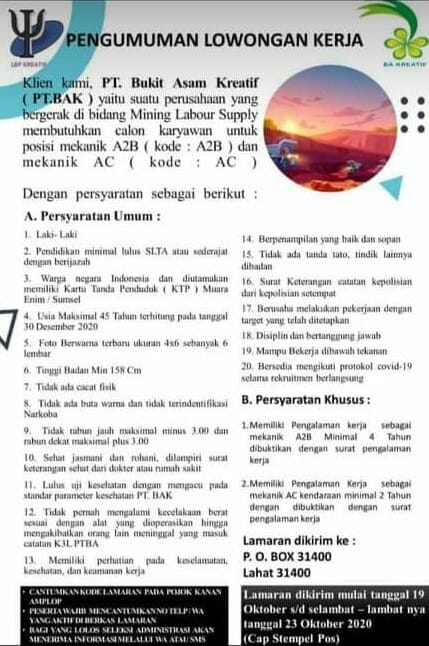 LBP KREATIF
PENGUMUMAN LOWONGAN KERJA
BA KREATIF
Klien kami, PT. Bukit Asam Kreatif
( PT.BAK ) yaitu suatu perusahaan yang
bergerak di bidang Mining Labour Supply
membutuhkan calon karyawan untuk
posisi mekanik A2B ( kode : A2B ) dan
mekanik AC ( kode : AC )
Dengan persyaratan sebagai berikut :
A. Persyaratan Umum :
1. Laki- Laki
2. Pendidikan minimal lulus SLTA atau sederajat
dengan berijazah
3. Warga negara Indonesia dan diutamakan
memiliki Kartu Tanda Penduduk ( KTP ) Muara
Enim / Sumsel
4. Usia Maksimal 45 Tahun terhitung pada tanggal
30 Desember 2020
5. Foto Berwarna terbaru ukuran 4x6 sebanyak 6
lembar
6. Tinggi Badan Min 158 Cm
7. Tidak ada cacat fisik
8. Tidak ada buta warna dan tidak terindentifikasi
Narkoba
9. Tidak rabun jauh maksimal minus 3.00 dan
rabun dekat maksimal plus 3.00
10. Sehat jasmani dan rohani, dilampiri surat
keterangan sehat dari dokter atau rumah sakit
11. Lulus uji kesehatan dengan mengacu pada
standar parameter kesehatan PT. BAK
12. Tidak pernah mengalami kecelakaan berat
sesuai dengan alat yang dioperasikan hingga
mengakibatkan orang lain meninggal yang masuk
catatan K3L PTBA
13. Memiliki perhatian pada keselamatan,
kesehatan, dan keamanan kerja
14. Berpenampilan yang baik dan sopan
15. Tidak ada tanda tato, tindik lainnya
dibadan
16. Surat Keterangan catatan kepolisian
dari kepolisian setempat
17. Berusaha melakukan pekerjaan dengan
target yang telah ditetapkan
18. Disiplin dan bertanggung jawab
19. Mampu Bekerja dibawah tekanan
20. Bersedia mengikuti protokol covid-19
selama rekruitmen berlangsung
B. Persyaratan Khusus :
1.Memiliki Pengalaman kerja sebagai
mekanik A2B Minimal 4 Tahun
dibuktikan dengan surat pengalaman
kerja
2.Memiliki Pengalaman Kerja sebagai
mekanik AC kendaraan minimal 2 Tahun
dengan dibuktikan dengan surat
pengalaman kerja
Lamaran dikirim ke :
P. O. BOX 31400
Lahat 31400
• CANTUMKAN KODE LAMARAN PADA POJOK KANAN
AMPLOP
• PESERTA WAJIB MENCANTUMKAN NO TELP/ WA
YANG AKTIF DI BERKAS LAMARAN
• BAGI YANG LOLOS SELEKSI ADMINISTRASI AKAN
MENERIMA INFORMASI MELALUI WA ATAU SMS
Lamaran dikirim mulai tanggal 19
Oktober s/d selambat – lambat nya
tanggal 23 Oktober 2020
(Cap Stempel Pos)